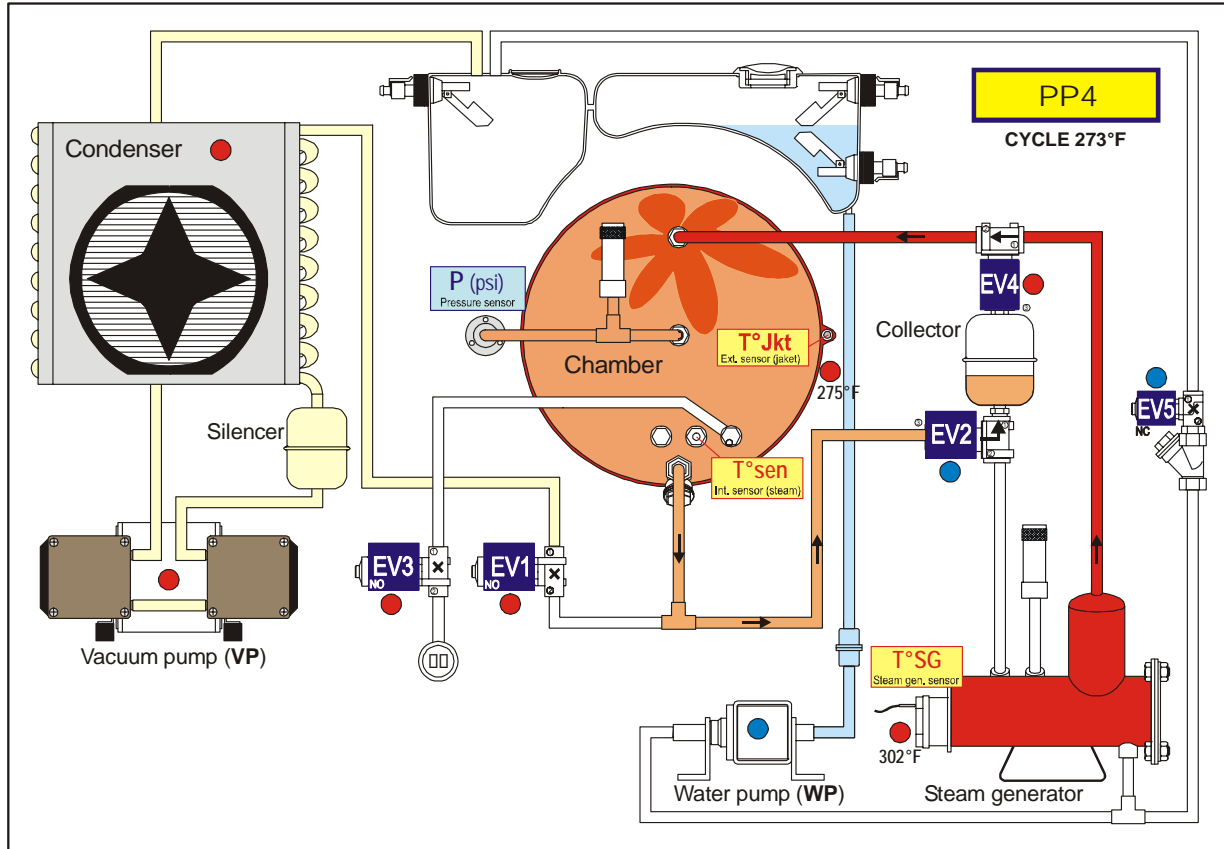 PP4
CYCLE 273°F
Condenser
P (psi)
Pressure sensor
EV4
Collector
T°Jkt
Ext. sensor (jaket)
275°F
Chamber
EV5
NC
Silencer
EV2
T°sen
Int. sensor (steam)
EV3
NO
EV1
NO
Vacuum pump (VP)
T°SG
Steam gen. sensor
302°F
Water pump (WP)
Steam generator